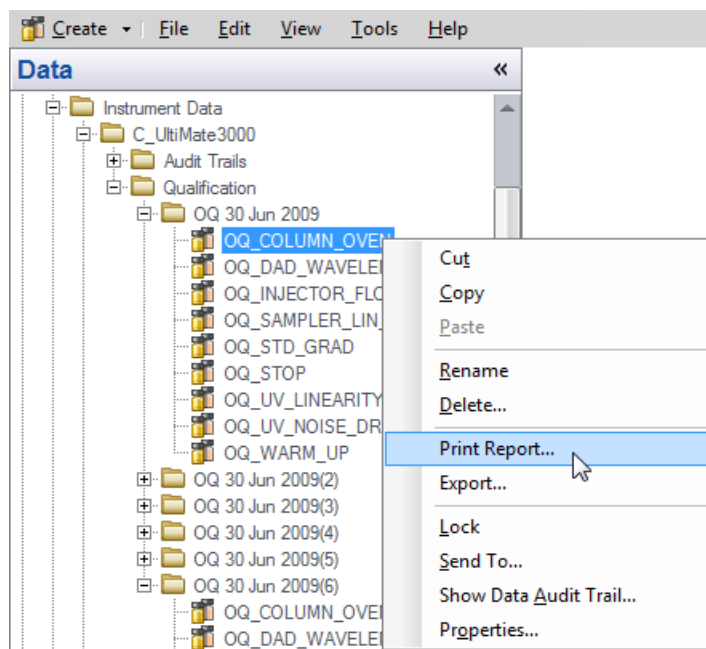 Create File Edit View Tools Help
Data «
Instrument Data
C_UltiMate3000
Audit Trails
Qualification
OQ 30 Jun 2009
OQ_COLUMN_OVEN
OQ_DAD_WAVELE
OQ_INJECTOR_FLO
OQ_SAMPLER_LIN_
OQ_STD_GRAD
OQ_STOP
OQ_UV_LINEARITY
OQ_UV_NOISE_DR
OQ_WARM_UP
OQ 30 Jun 2009(2)
OQ 30 Jun 2009(3)
OQ 30 Jun 2009(4)
OQ 30 Jun 2009(5)
OQ 30 Jun 2009(6)
OQ_COLUMN_OVE
OQ_DAD_WAVELE
Cut
Copy
Paste
Rename
Delete...
Print Report...
Export...
Lock
Send To...
Show Data Audit Trail...
Properties...